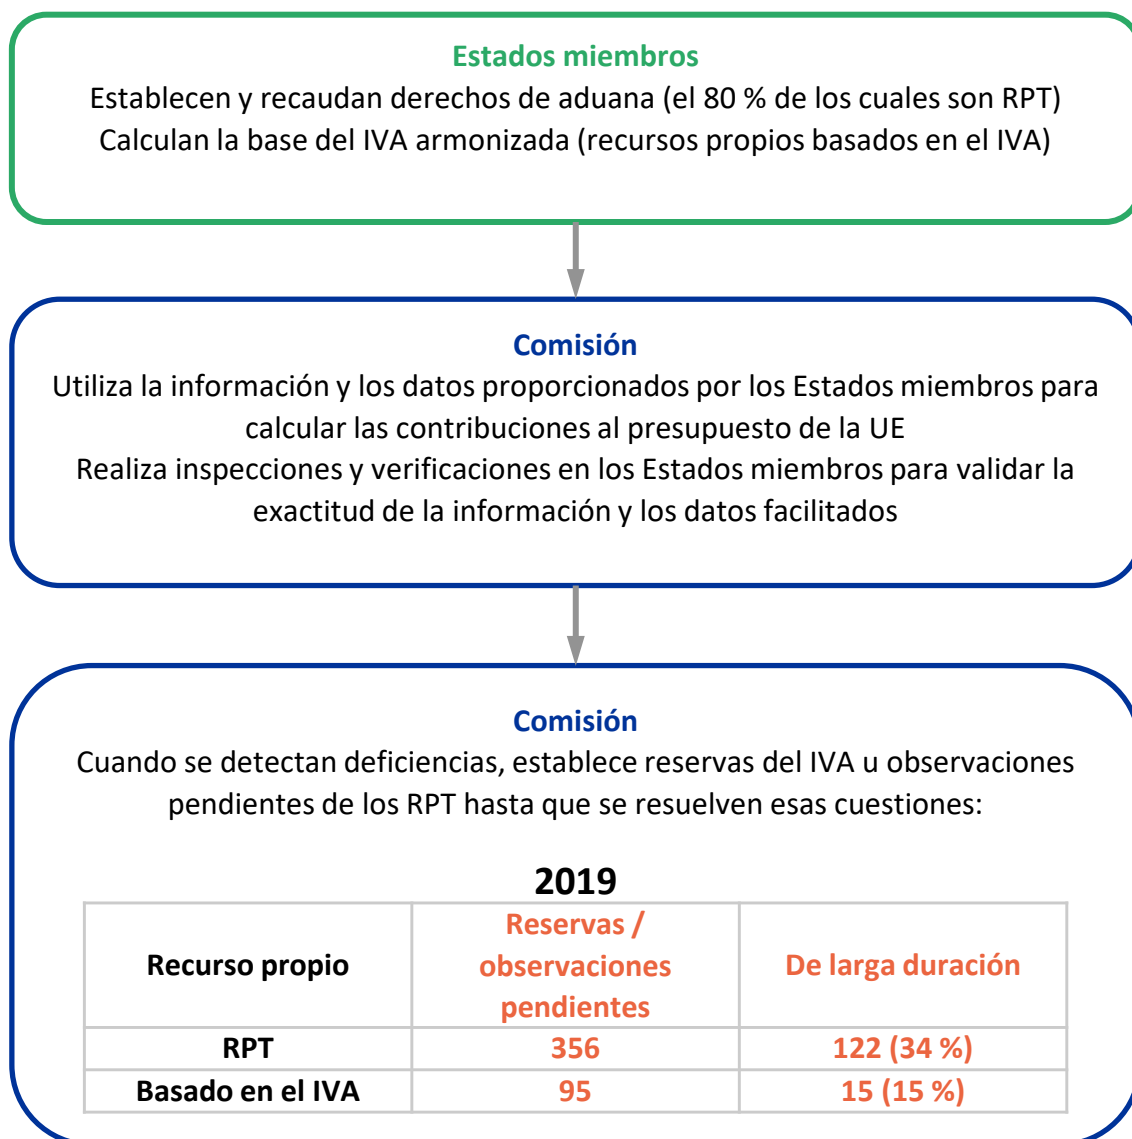 Estados miembros
Establecen y recaudan derechos de aduana (el 80 % de los cuales son RPT)
Calculan la base del IVA armonizada (recursos propios basados en el IVA)
Comisión
Utiliza la información y los datos proporcionados por los Estados miembros para
calcular las contribuciones al presupuesto de la UE
Realiza inspecciones y verificaciones en los Estados miembros para validar la
exactitud de la información y los datos facilitados
Comisión
Cuando se detectan deficiencias, establece reservas del IVA u observaciones
pendientes de los RPT hasta que se resuelven esas cuestiones:
2019
Recurso propio
Reservas /
observaciones
pendientes
De larga duración
RPT
356
122 (34 %)
Basado en el IVA
95
15 (15 %)